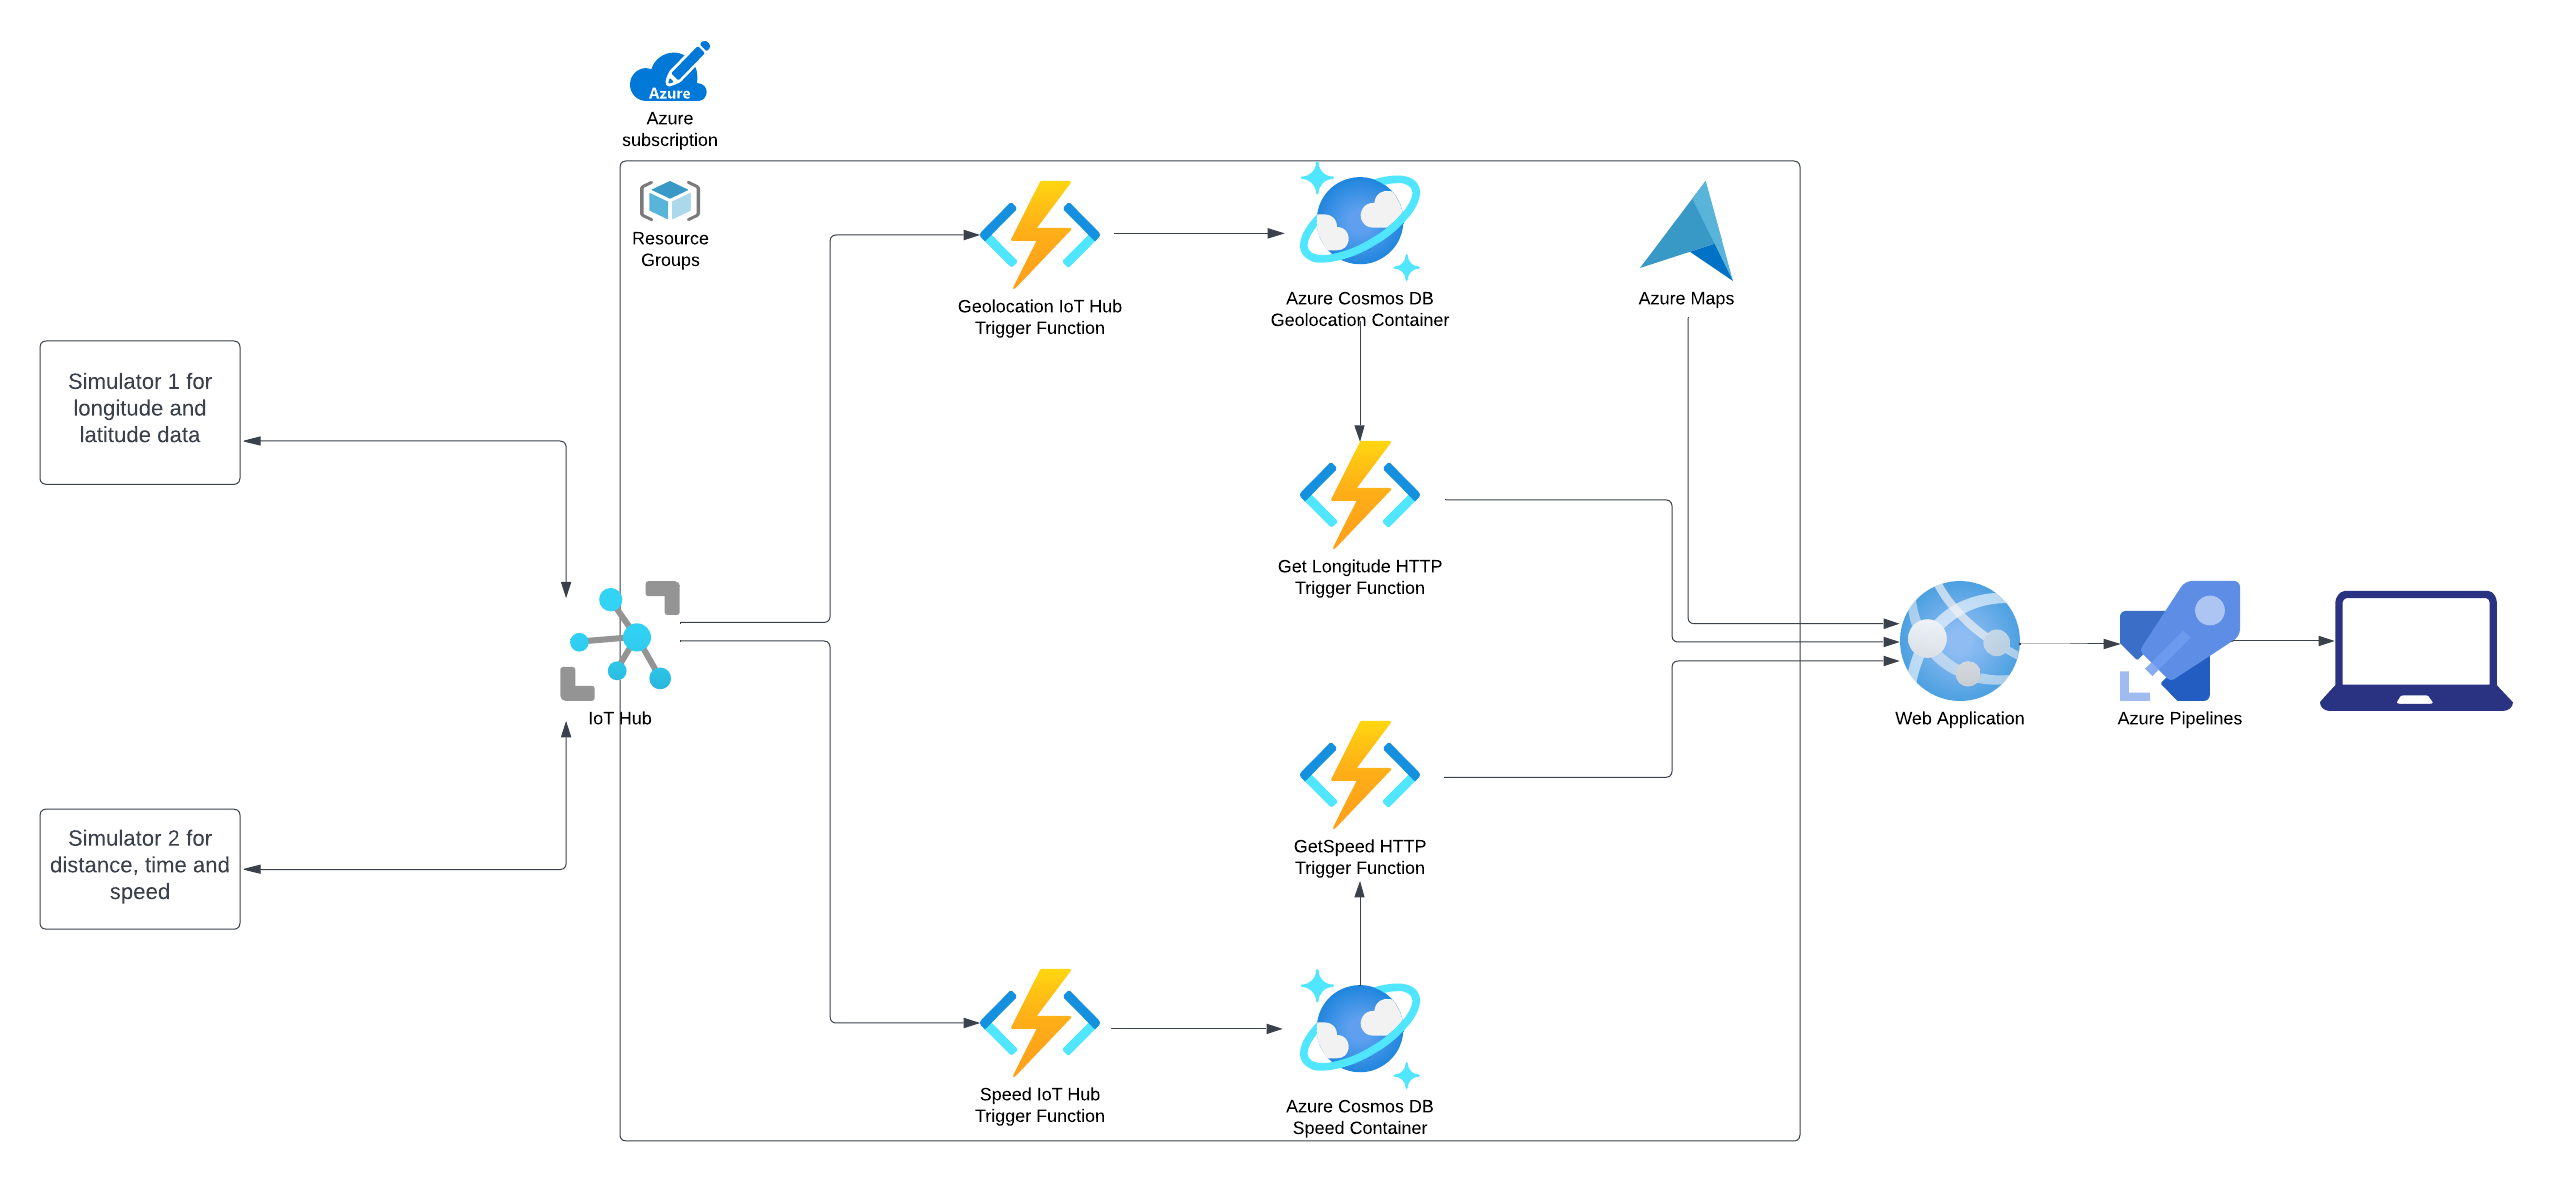 Azure
Azure
subscription
Resource
Groups
Geolocation IoT Hub
Trigger Function
Azure Cosmos DB
Geolocation Container
Azure Maps
Simulator 1 for
longitude and
latitude data
Get Longitude HTTP
Trigger Function
IoT Hub
Web Application
Azure Pipelines
Simulator 2 for
distance, time and
speed
GetSpeed HTTP
Trigger Function
Speed IoT Hub
Trigger Function
Azure Cosmos DB
Speed Container